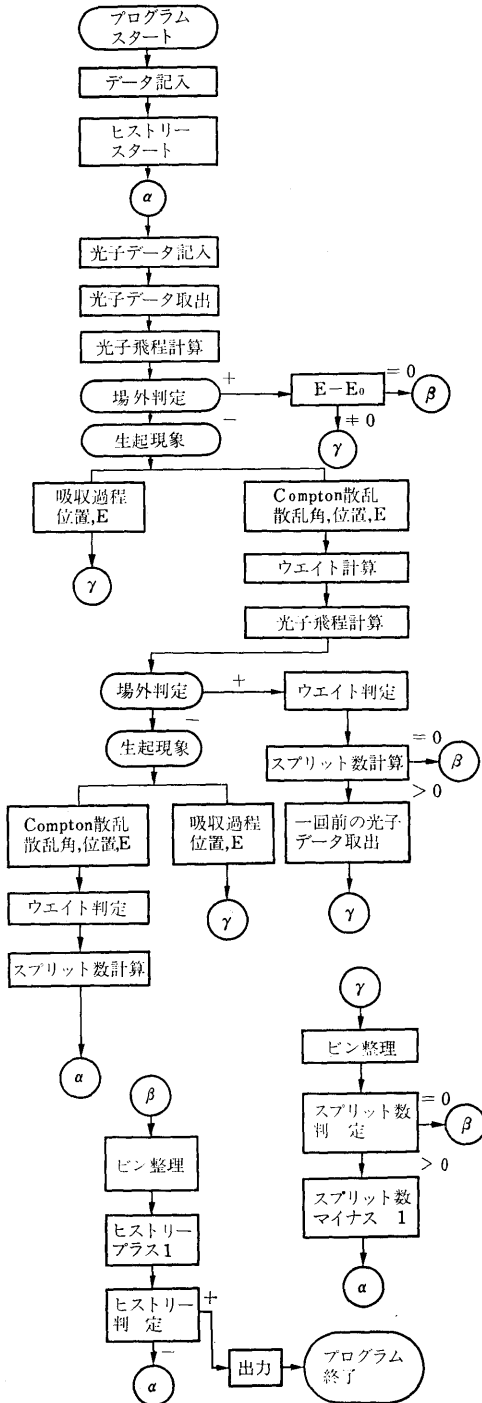 プログラム
スタート
データ記入
ヒストリー
スタート
α
光子データ記入
光子データ取出
光子飛程計算
場外判定
+
E－E₀
=0
β
≠0
γ
−
生起現象
吸収過程
位置,E
γ
Compton散乱
散乱角,位置,E
ウエイト計算
光子飛程計算
場外判定
+
ウエイト判定
−
生起現象
スプリット数計算
=0
β
>0
一回前の光子
データ取出
γ
Compton散乱
散乱角,位置,E
吸収過程
位置,E
γ
ウエイト判定
スプリット数計算
α
γ
ビン整理
スプリット数
判 定
=0
β
>0
スプリット数
マイナス 1
α
β
ビン整理
ヒストリー
プラス1
ヒストリー
判 定
+
−
α
出力
プログラム
終了